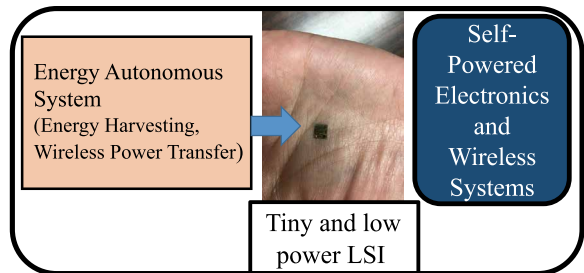 Energy Autonomous
System
(Energy Harvesting,
Wireless Power Transfer)
Self-
Powered
Electronics
and
Wireless
Systems
Tiny and low
power LSI